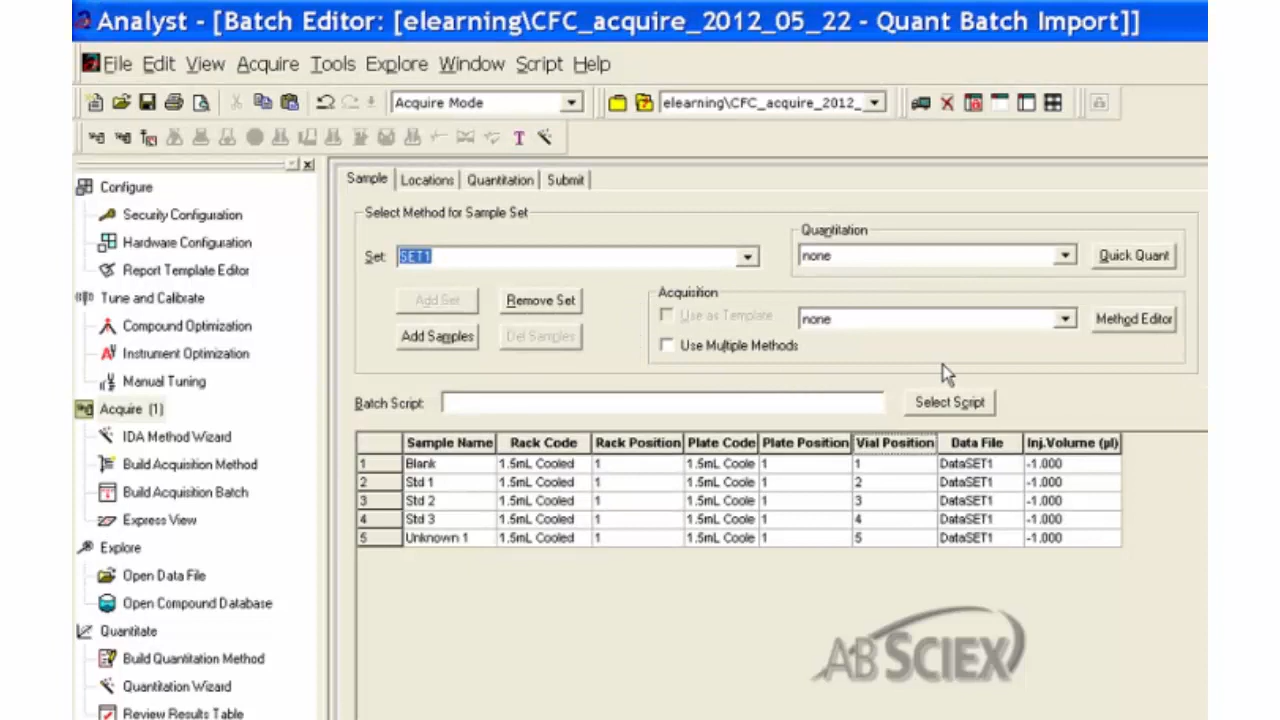 Analyst - [Batch Editor: [elearning\CFC_acquire_2012_05_22 - Quant Batch Import]]
File Edit View Acquire Tools Explore Window Script Help
Acquire Mode elearning\CFC_acquire_2012_
Configure
Security Configuration
Hardware Configuration
Report Template Editor
Tune and Calibrate
Compound Optimization
Instrument Optimization
Manual Tuning
Acquire (1)
IDA Method Wizard
Build Acquisition Method
Build Acquisition Batch
Express View
Explore
Open Data File
Open Compound Database
Quantitate
Build Quantitation Method
Quantitation Wizard
Review Results Table
Sample Locations Quantitation Submit
Select Method for Sample Set
Set: SET1
Quantitation
none Quick Quant
Add Set Remove Set
Add Samples Del Samples
Acquisition
Use as Template none Method Editor
Use Multiple Methods
Batch Script: Select Script
Sample Name Rack Code Rack Position Plate Code Plate Position Vial Position Data File Inj.Volume (µl)
1 Blank 1.5mL Cooled 1 1.5mL Coole 1 1 DataSET1 -1.000
2 Std 1 1.5mL Cooled 1 1.5mL Coole 1 2 DataSET1 -1.000
3 Std 2 1.5mL Cooled 1 1.5mL Coole 1 3 DataSET1 -1.000
4 Std 3 1.5mL Cooled 1 1.5mL Coole 1 4 DataSET1 -1.000
5 Unknown 1 1.5mL Cooled 1 1.5mL Coole 1 5 DataSET1 -1.000
AB SCIEX